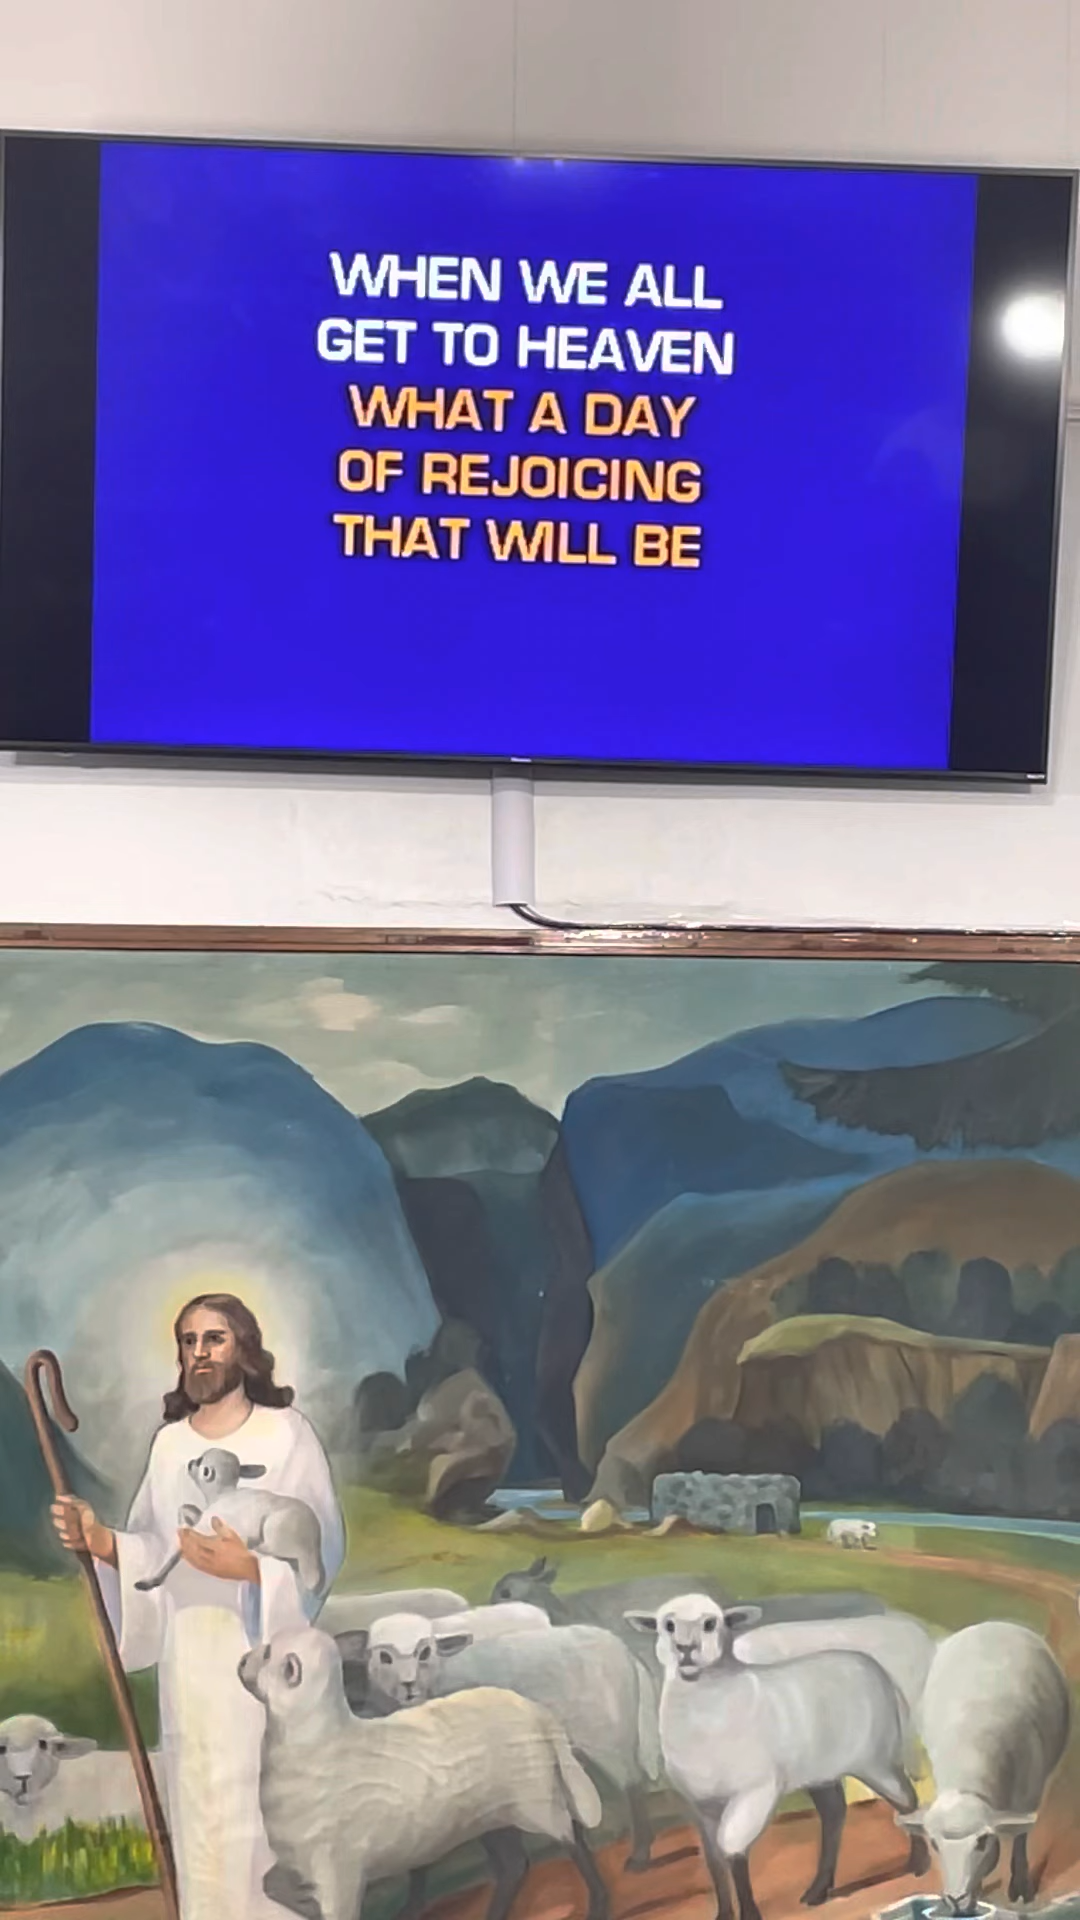 WHEN WE ALL
GET TO HEAVEN
WHAT A DAY
OF REJOICING
THAT WILL BE